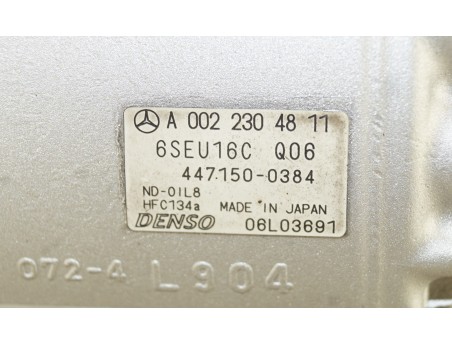 A 002 230 48 11
6SEU16C Q06
447150-0384
ND-OIL8
HFC134a MADE IN JAPAN
DENSO 06L03691
072-4 L904